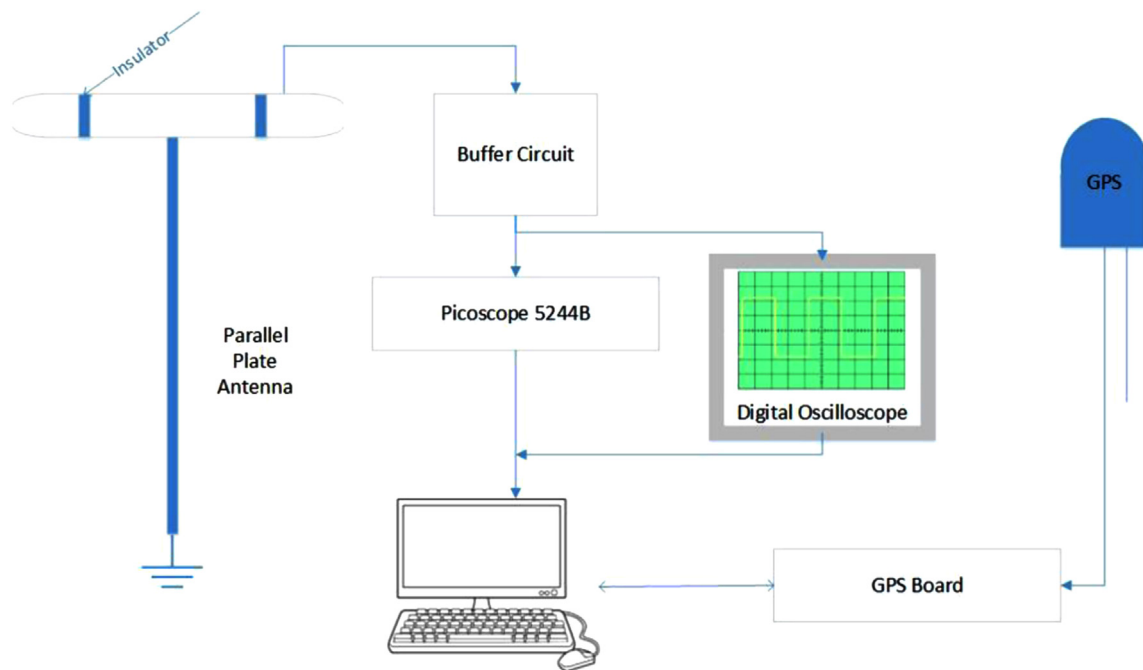 Insulator
Buffer Circuit
GPS
Picoscope 5244B
Parallel
Plate
Antenna
Digital Oscilloscope
GPS Board